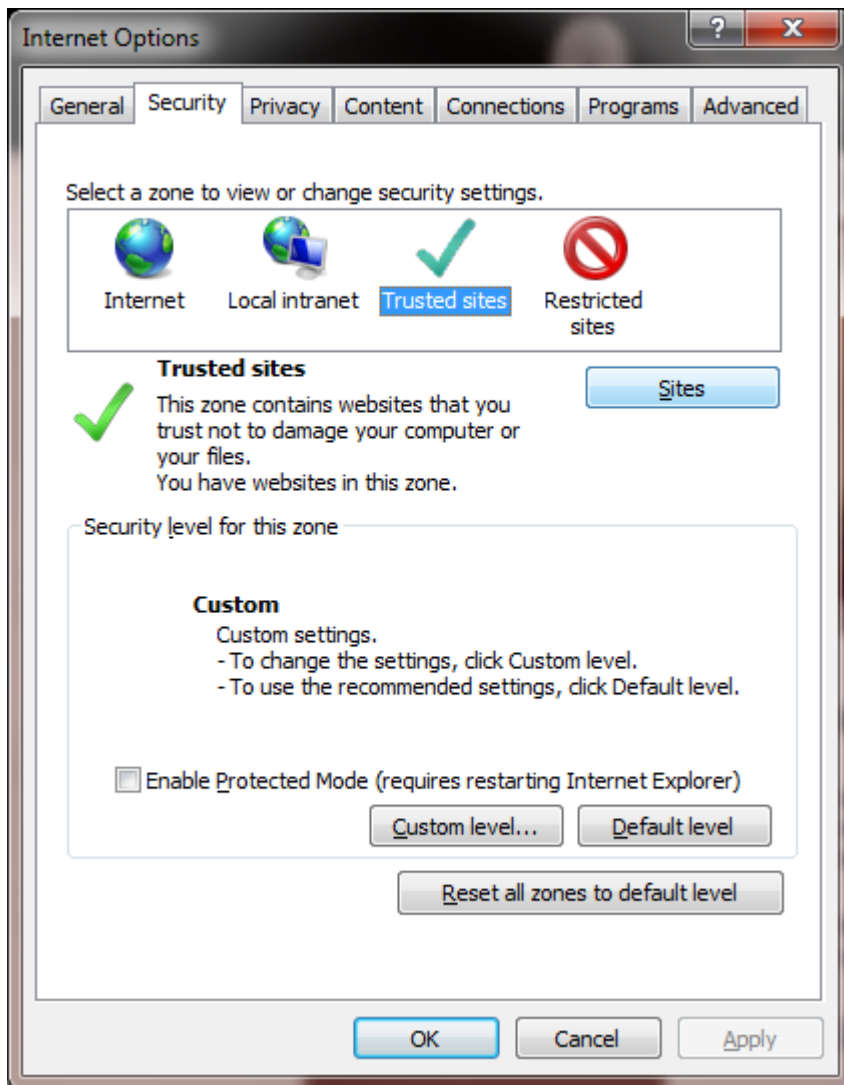 Internet Options
?
X
General Security Privacy Content Connections Programs Advanced
Select a zone to view or change security settings.
Internet Local intranet Trusted sites Restricted
sites
Trusted sites
Sites
This zone contains websites that you
trust not to damage your computer or
your files.
You have websites in this zone.
Security level for this zone
Custom
Custom settings.
- To change the settings, click Custom level.
- To use the recommended settings, click Default level.
Enable Protected Mode (requires restarting Internet Explorer)
Custom level... Default level
Reset all zones to default level
OK Cancel Apply